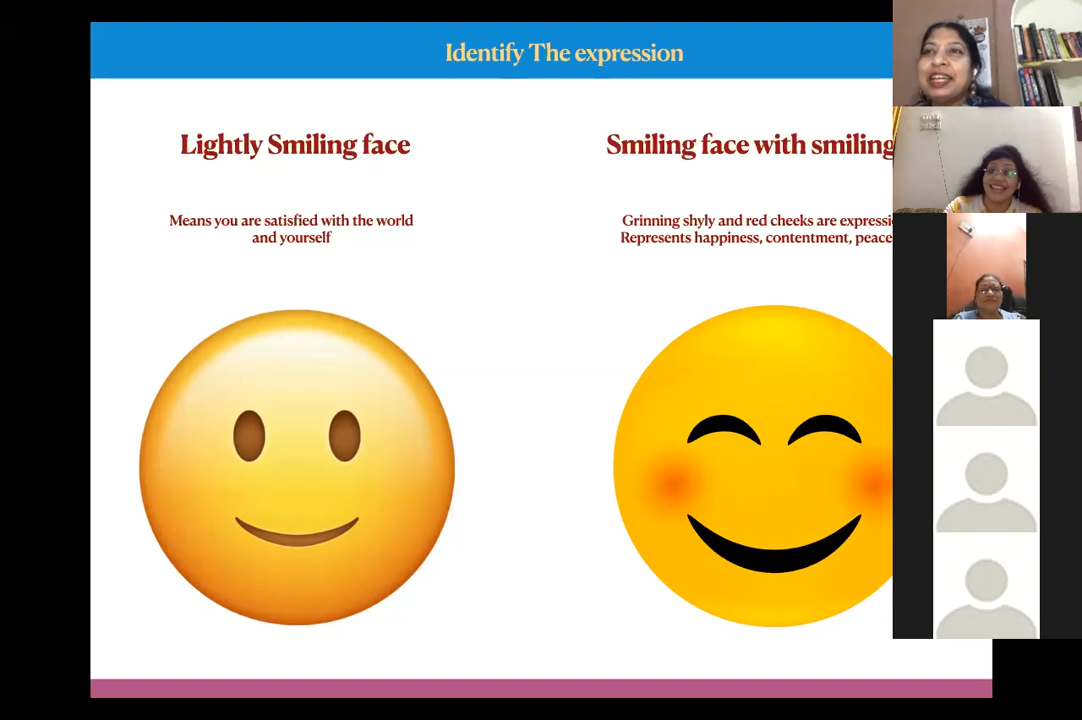 Identify The expression
Lightly Smiling face
Means you are satisfied with the world
and yourself
Smiling face with smiling
Grinning shyly and red cheeks are
Represents happiness, contentment, peace